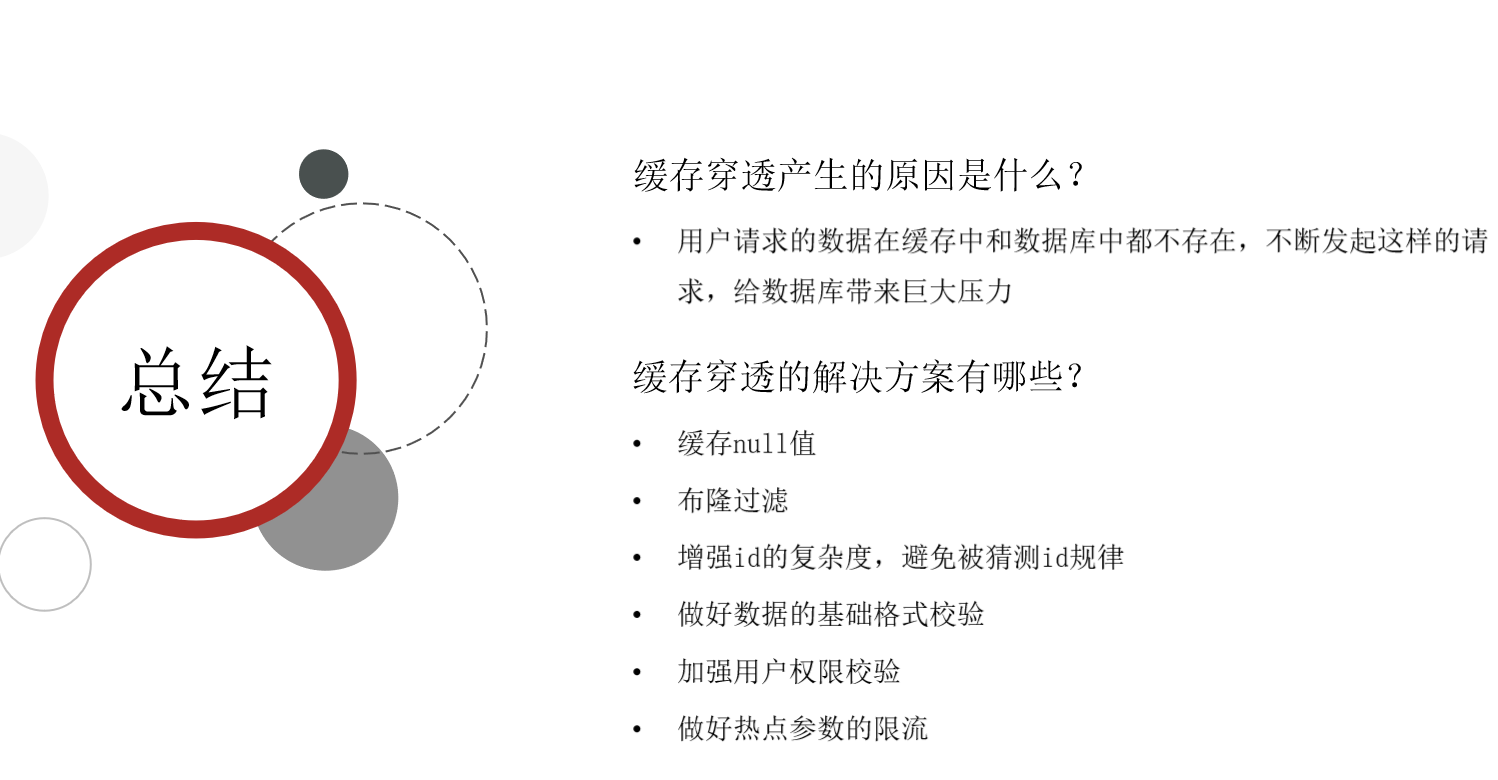 总结
缓存穿透产生的原因是什么？
• 用户请求的数据在缓存中和数据库中都不存在，不断发起这样的请
求，给数据库带来巨大压力
缓存穿透的解决方案有哪些？
• 缓存null值
• 布隆过滤
• 增强id的复杂度，避免被猜测id规律
• 做好数据的基础格式校验
• 加强用户权限校验
• 做好热点参数的限流